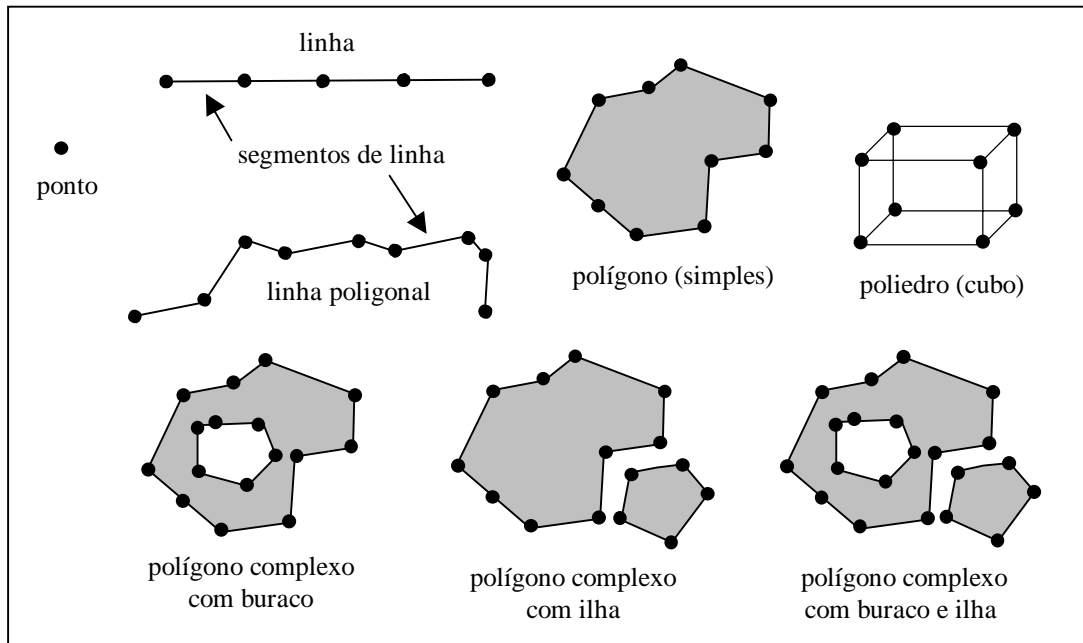 linha
segmentos de linha
ponto
linha poligonal
polígono (simples)
poliedro (cubo)
polígono complexo
com buraco
polígono complexo
com ilha
polígono complexo
com buraco e ilha